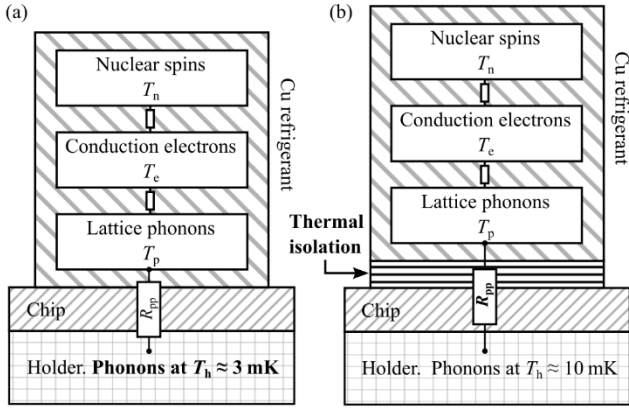 (a)
Nuclear spins
Tn
Conduction electrons
Te
Lattice phonons
Tp
Cu refrigerant
Rpp
Chip
Holder. Phonons at Th ≈ 3 mK
(b)
Nuclear spins
Tn
Conduction electrons
Te
Lattice phonons
Tp
Cu refrigerant
Thermal
isolation
Rpp
Chip
Holder. Phonons at Th ≈ 10 mK